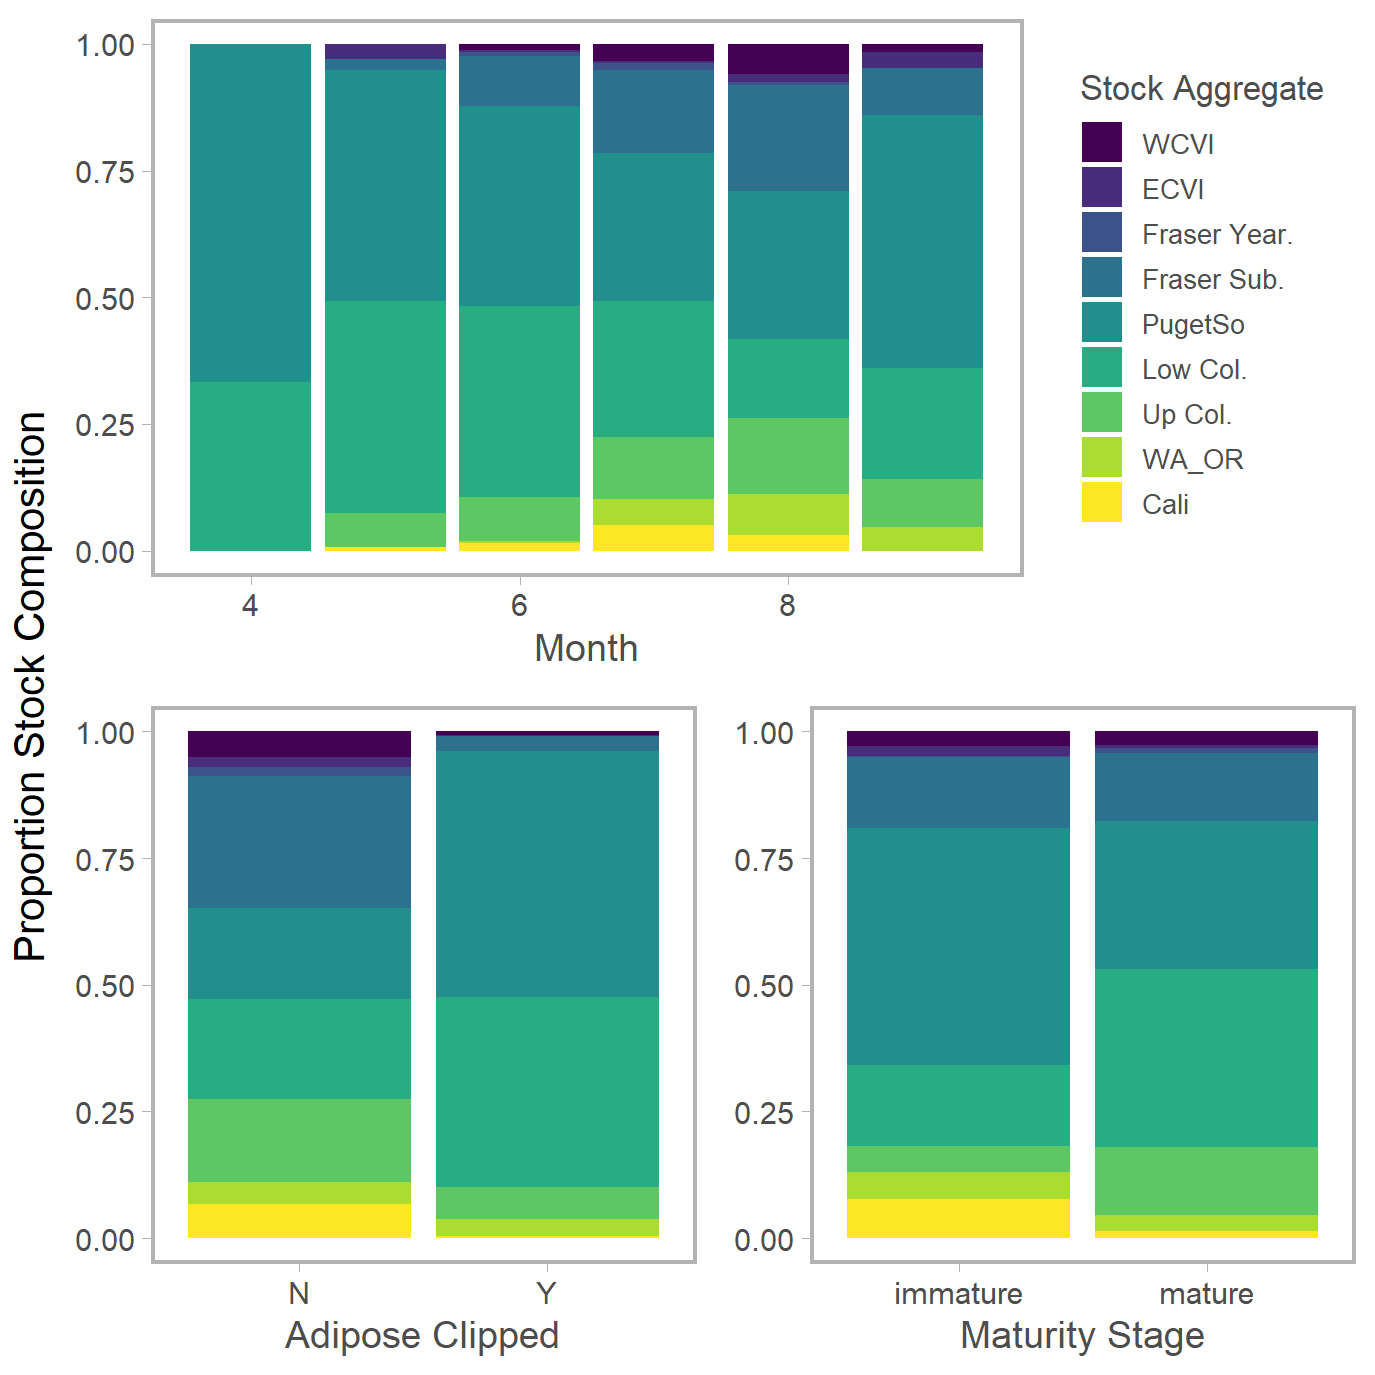 Proportion Stock Composition
1.00
0.75
0.50
0.25
0.00
4 6 8
Month
Stock Aggregate
WCVI
ECVI
Fraser Year.
Fraser Sub.
PugetSo
Low Col.
Up Col.
WA_OR
Cali
1.00
0.75
0.50
0.25
0.00
N Y
Adipose Clipped
1.00
0.75
0.50
0.25
0.00
immature mature
Maturity Stage